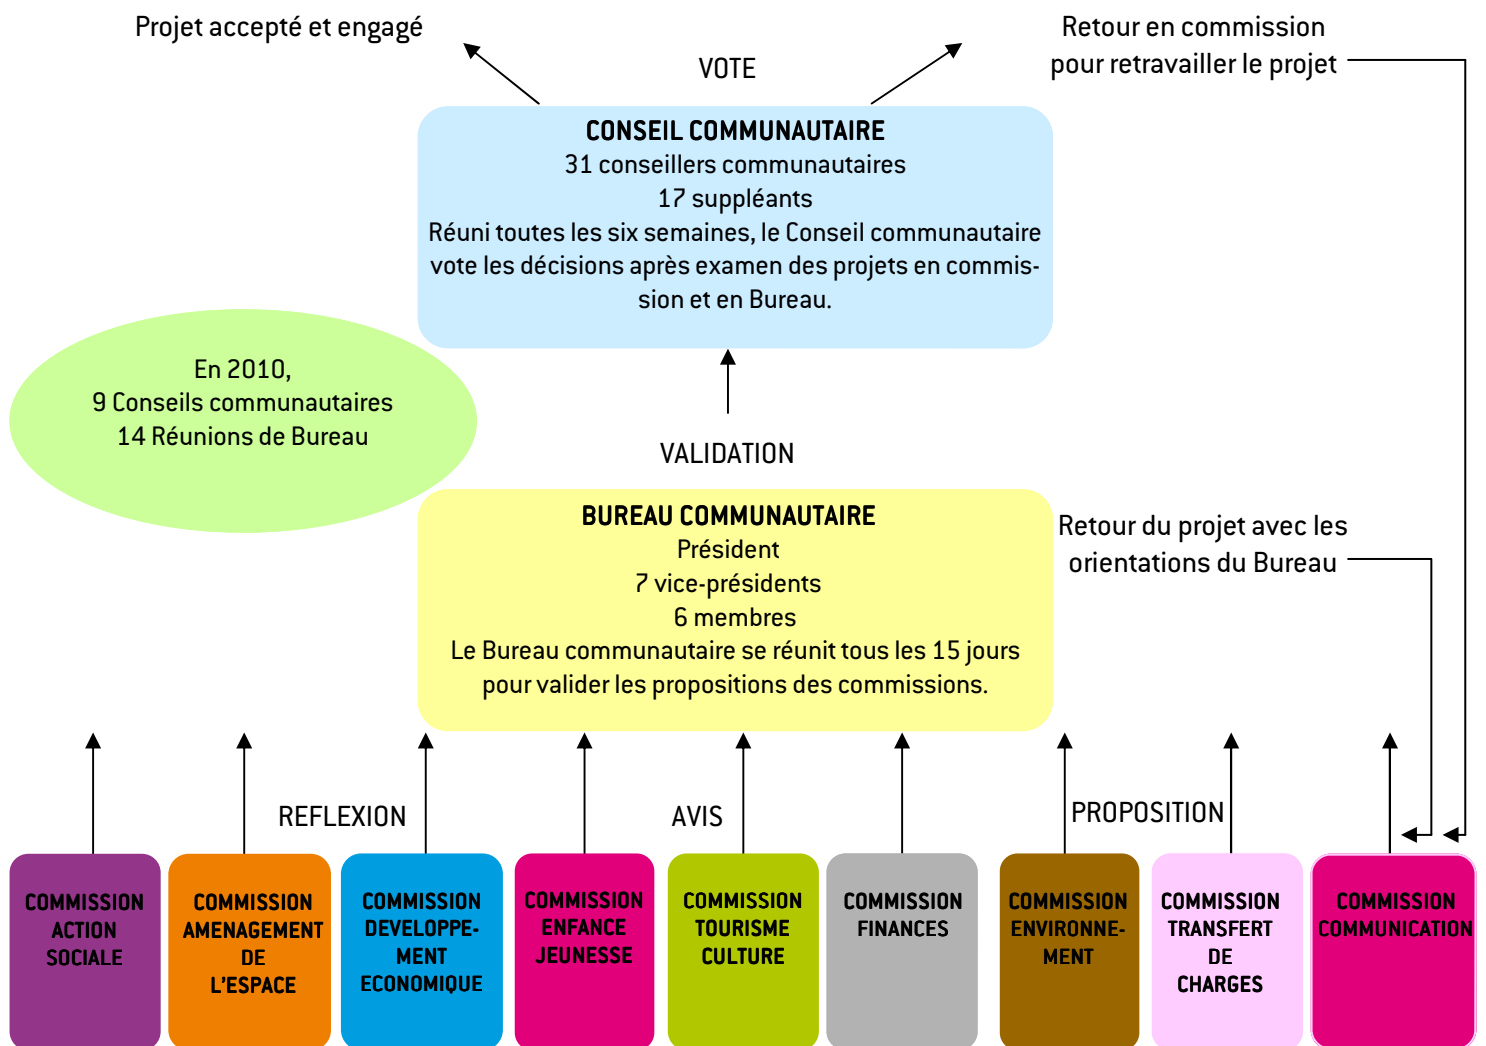 Projet accepté et engagé
Retour en commission
pour retravailler le projet
VOTE
CONSEIL COMMUNAUTAIRE
31 conseillers communautaires
17 suppléants
Réuni toutes les six semaines, le Conseil communautaire
vote les décisions après examen des projets en commis-
sion et en Bureau.
En 2010,
9 Conseils communautaires
14 Réunions de Bureau
VALIDATION
BUREAU COMMUNAUTAIRE
Président
7 vice-présidents
6 membres
Le Bureau communautaire se réunit tous les 15 jours
pour valider les propositions des commissions.
Retour du projet avec les
orientations du Bureau
REFLEXION
AVIS
PROPOSITION
COMMISSION
ACTION
SOCIALE
COMMISSION
AMENAGEMENT
DE
L'ESPACE
COMMISSION
DEVELOPPE-
MENT
ECONOMIQUE
COMMISSION
ENFANCE
JEUNESSE
COMMISSION
TOURISME
CULTURE
COMMISSION
FINANCES
COMMISSION
ENVIRONNE-
MENT
COMMISSION
TRANSFERT
DE
CHARGES
COMMISSION
COMMUNICATION